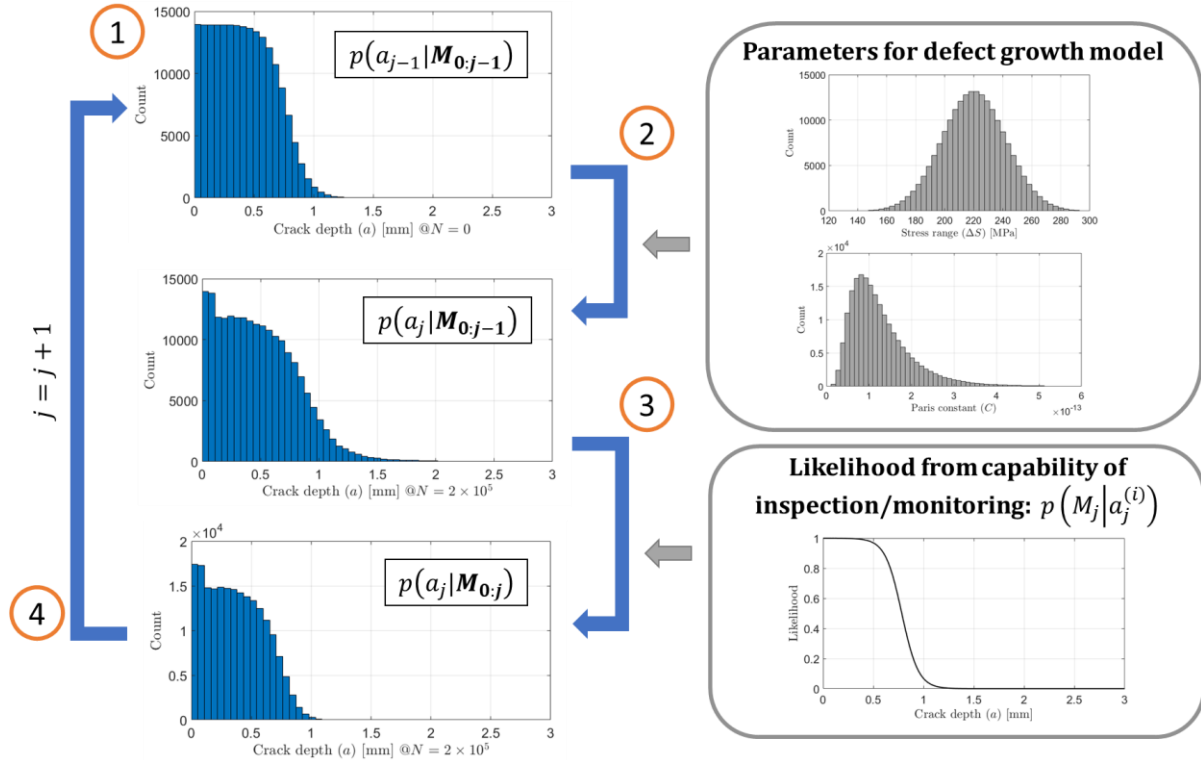 1
15000
10000
5000
0
Count
p(a_{j−1}|M_{0:j−1})
0 0.5 1 1.5 2 2.5 3
Crack depth (a) [mm] @N = 0
2
j = j + 1
15000
10000
5000
0
Count
p(a_j|M_{0:j−1})
0 0.5 1 1.5 2 2.5 3
Crack depth (a) [mm] @N = 2 × 10^5
3
×10^4
2
1.5
1
0.5
0
Count
p(a_j|M_{0:j})
0 0.5 1 1.5 2 2.5 3
Crack depth (a) [mm] @N = 2 × 10^5
4
Parameters for defect growth model
15000
10000
5000
0
Count
120 140 160 180 200 220 240 260 280 300
Stress range (ΔS) [MPa]
×10^4
2
1.5
1
0.5
0
Count
0 1 2 3 4 5 6
Paris constant (C)
×10^{-13}
Likelihood from capability of
inspection/monitoring: p(M_j|a_j^{(i)})
1
0.8
0.6
0.4
0.2
0
Likelihood
0 0.5 1 1.5 2 2.5 3
Crack depth (a) [mm]